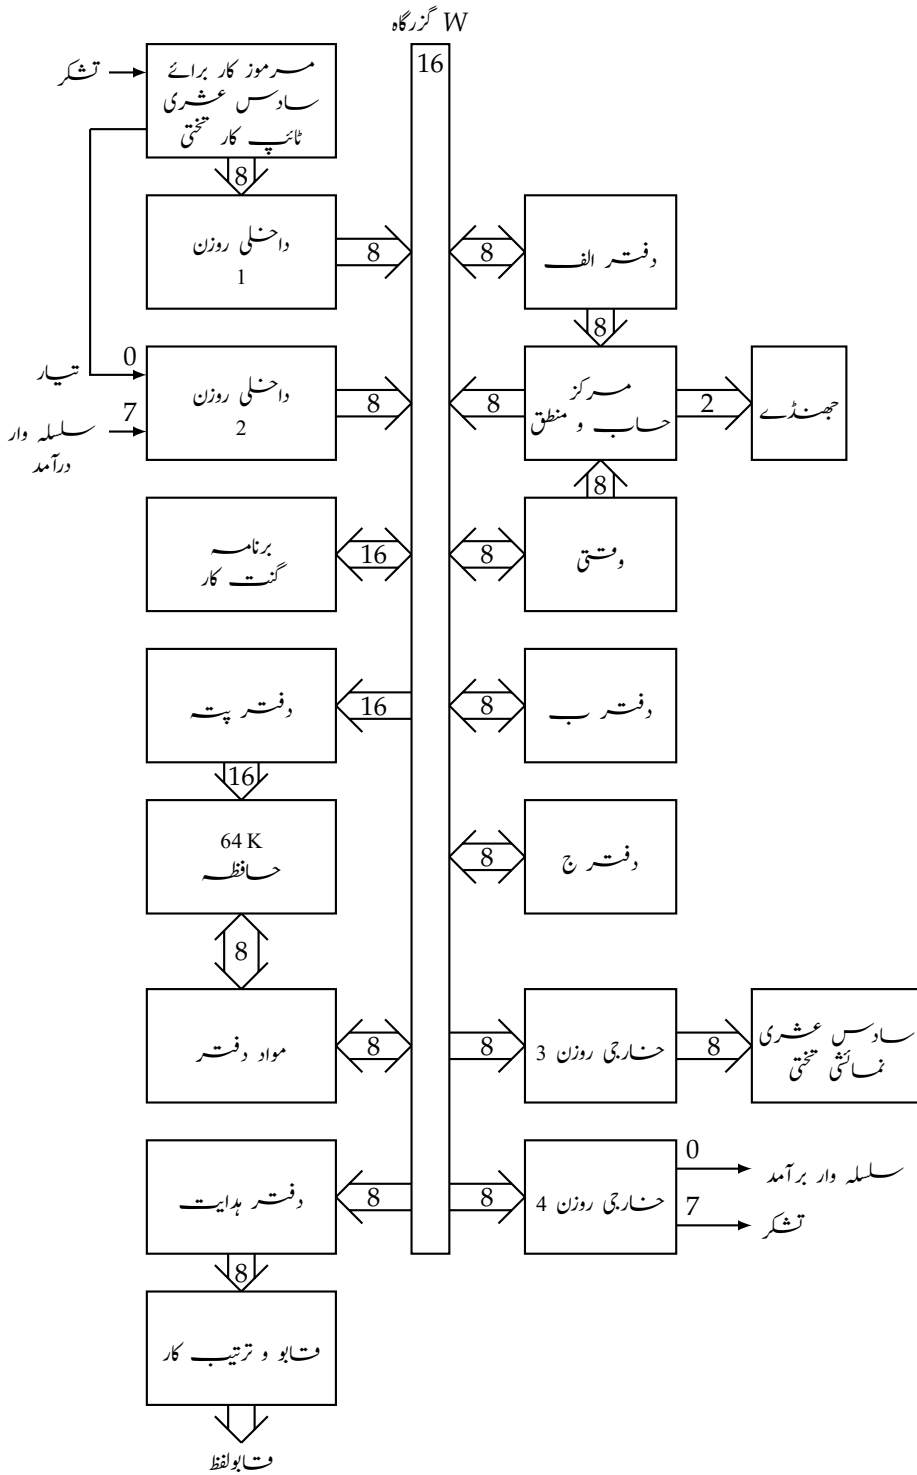 W گزرگاہ
16
تشکر
مرموز کار برائے
سادس عشری
ٹائپ کار تختی
8
داخلی روزن
1
8
8
دفتر الف
8
0
تیار
7
سلسلہ وار
درآمد
داخلی روزن
2
8
8
مرکز
حساب و منطق
2
جھنڈے
8
برنامہ
گنت کار
16
8
وقتی
دفتر پتہ
16
8
دفتر ب
16
64 K
حافظہ
8
دفتر ج
8
مواد دفتر
8
8
خارجی روزن 3
8
سادس عشری
نمائشی تختی
دفتر ہدایت
8
8
خارجی روزن 4
0
سلسلہ وار برآمد
7
تشکر
8
قابو و ترتیب کار
قابولفظ